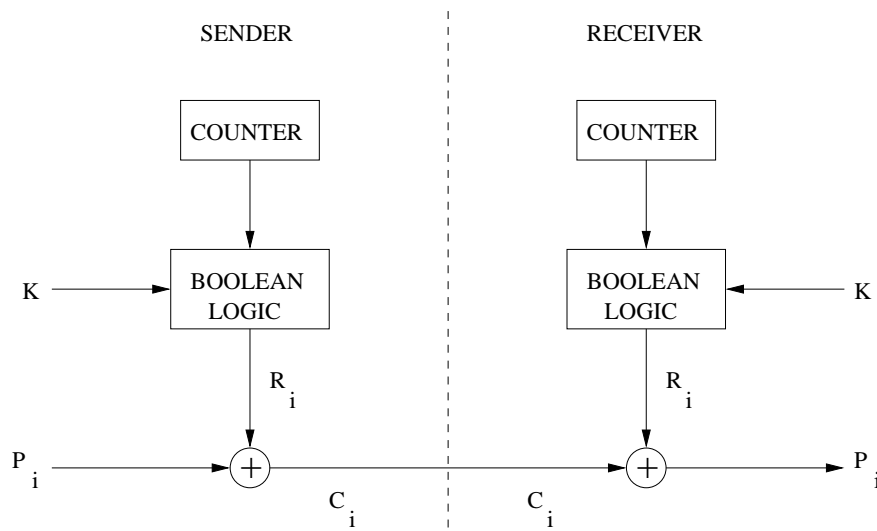 SENDER
RECEIVER
COUNTER
COUNTER
K
BOOLEAN
LOGIC
BOOLEAN
LOGIC
K
R i
R i
P i
+
+
P i
C i
C i